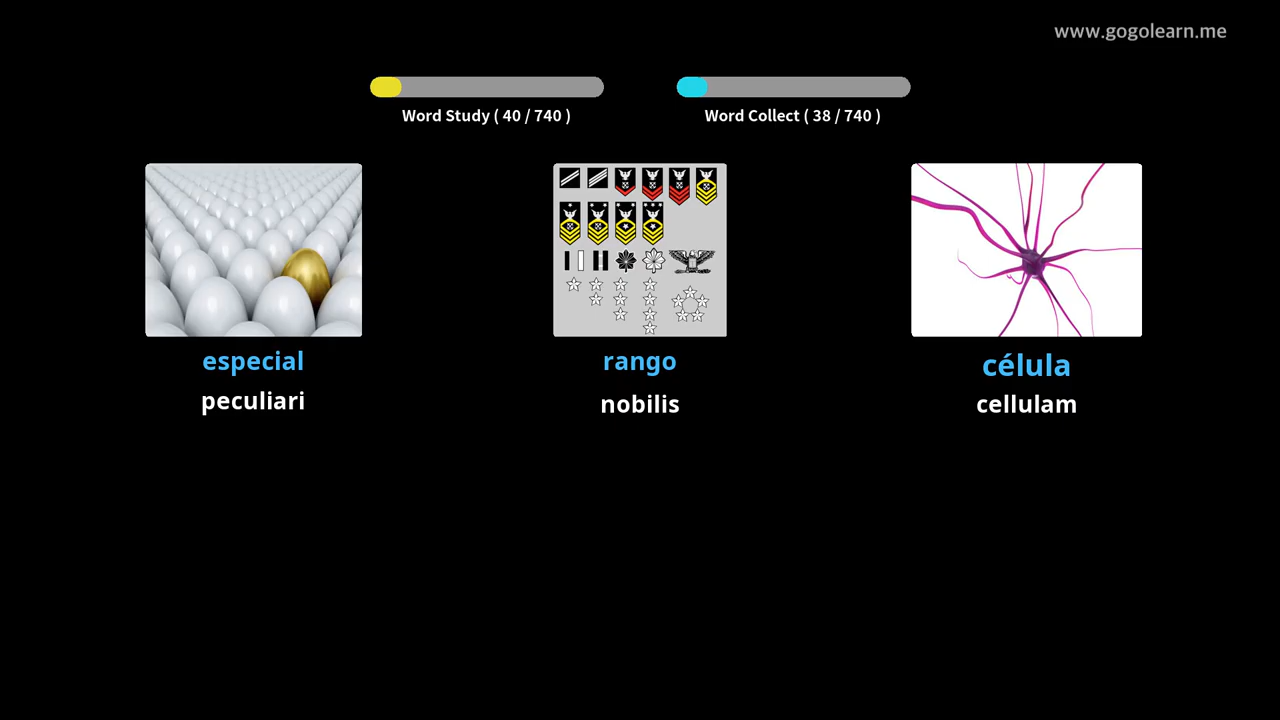 www.gogolearn.me
Word Study ( 40 / 740 )
Word Collect ( 38 / 740 )
especial
rango
célula
peculiari
nobilis
cellulam